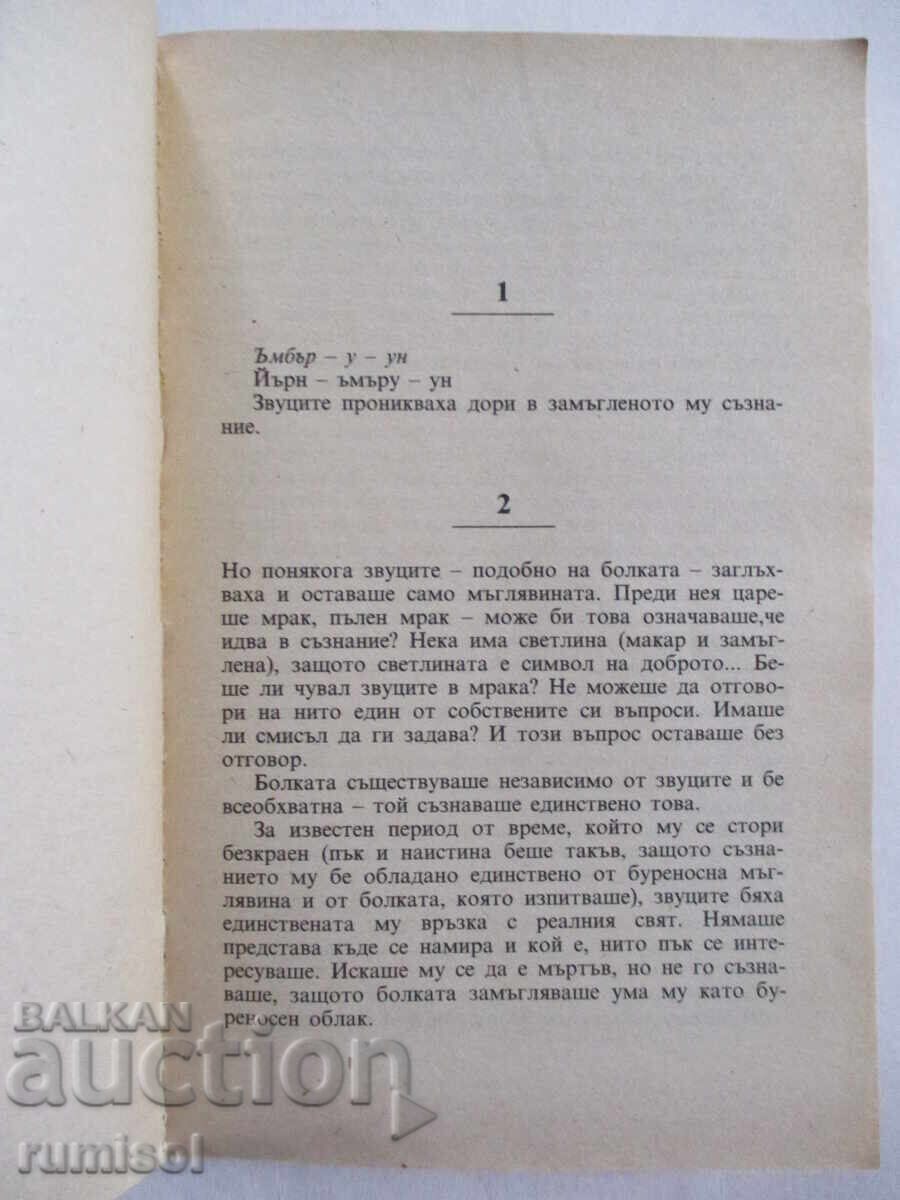 1
Ъмбър – у – ун
Йърн – ъмъру – ун
Звуците проникваха дори в замъгленото му съзна-
ние.
2
Но понякога звуците – подобно на болката – заглъх-
ваха и оставаше само мъглявината. Преди нея царе-
ше мрак, пълен мрак – може би това означаваше,че
идва в съзнание? Нека има светлина (макар и замъг-
лена), защото светлината е символ на доброто... Бе-
ше ли чувал звуците в мрака? Не можеше да отгово-
ри на нито един от собствените си въпроси. Имаше
ли смисъл да ги задава? И този въпрос оставаше без
отговор.
Болката съществуваше независимо от звуците и бе
всеобхватна – той съзнаваше единствено това.
За известен период от време, който му се стори
безкраен (пък и наистина беше такъв, защото съзна-
нието му бе обладано единствено от буреносна мъг-
лявина и от болката, която изпитваше), звуците бяха
единствената му връзка с реалния свят. Нямаше
представа къде се намира и кой е, нито пък се инте-
ресуваше. Искаше му се да е мъртъв, но не го съзна-
ваше, защото болката замъгляваше ума му като бу-
реносен облак.
BALKAN
auction
rumisol